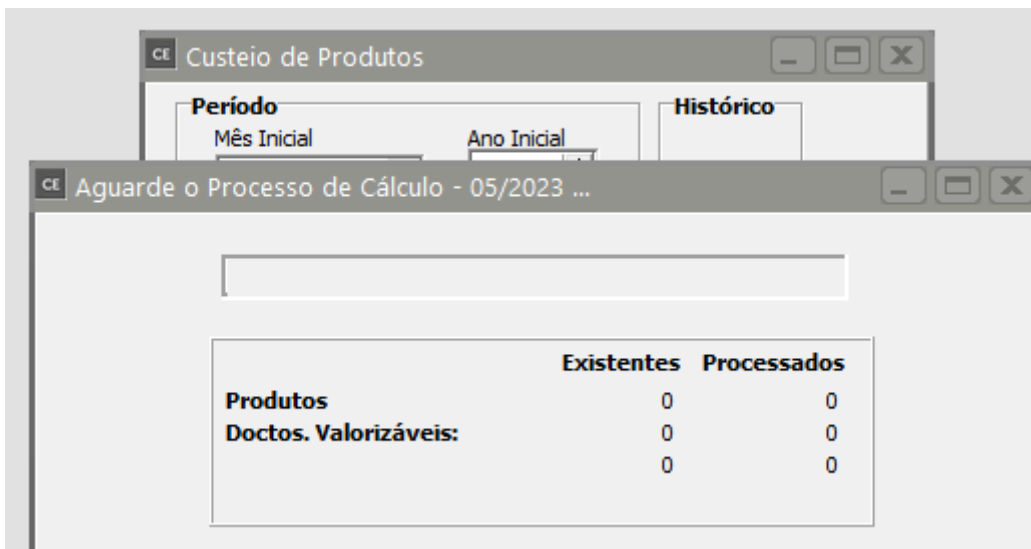 CE Custeio de Produtos
Período
Histórico
Mês Inicial Ano Inicial
CE Aguarde o Processo de Cálculo - 05/2023 ...
Existentes Processados
Produtos 0 0
Doctos. Valorizáveis: 0 0
0 0